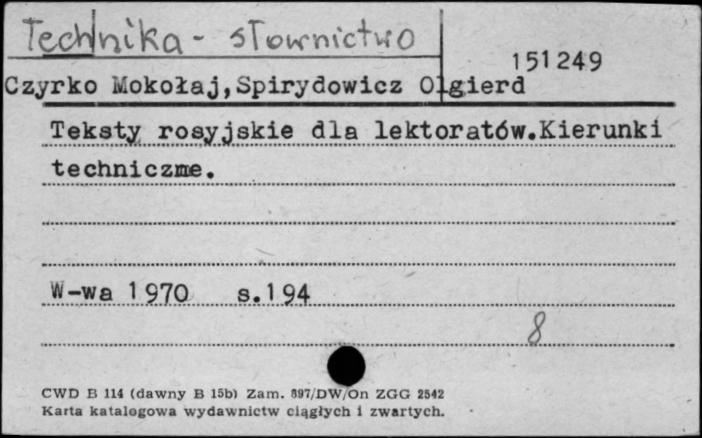 Technika - słownictwo
151249
Czyrko Mokołaj,Spirydowicz Olgierd
Teksty rosyjskie dla lektoratów.Kierunki
techniczme.
W-wa 1970 s.194
8
CWD B 114 (dawny B 15b) Zam. 897/DW/On ZGG 2542
Karta katalogowa wydawnictw ciągłych i zwartych.